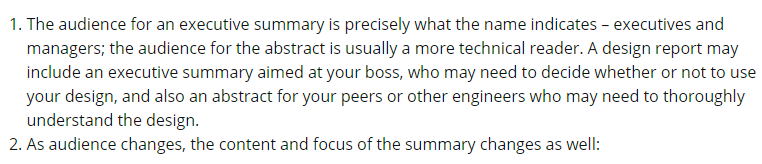 1. The audience for an executive summary is precisely what the name indicates – executives and
managers; the audience for the abstract is usually a more technical reader. A design report may
include an executive summary aimed at your boss, who may need to decide whether or not to use
your design, and also an abstract for your peers or other engineers who may need to thoroughly
understand the design.
2. As audience changes, the content and focus of the summary changes as well: